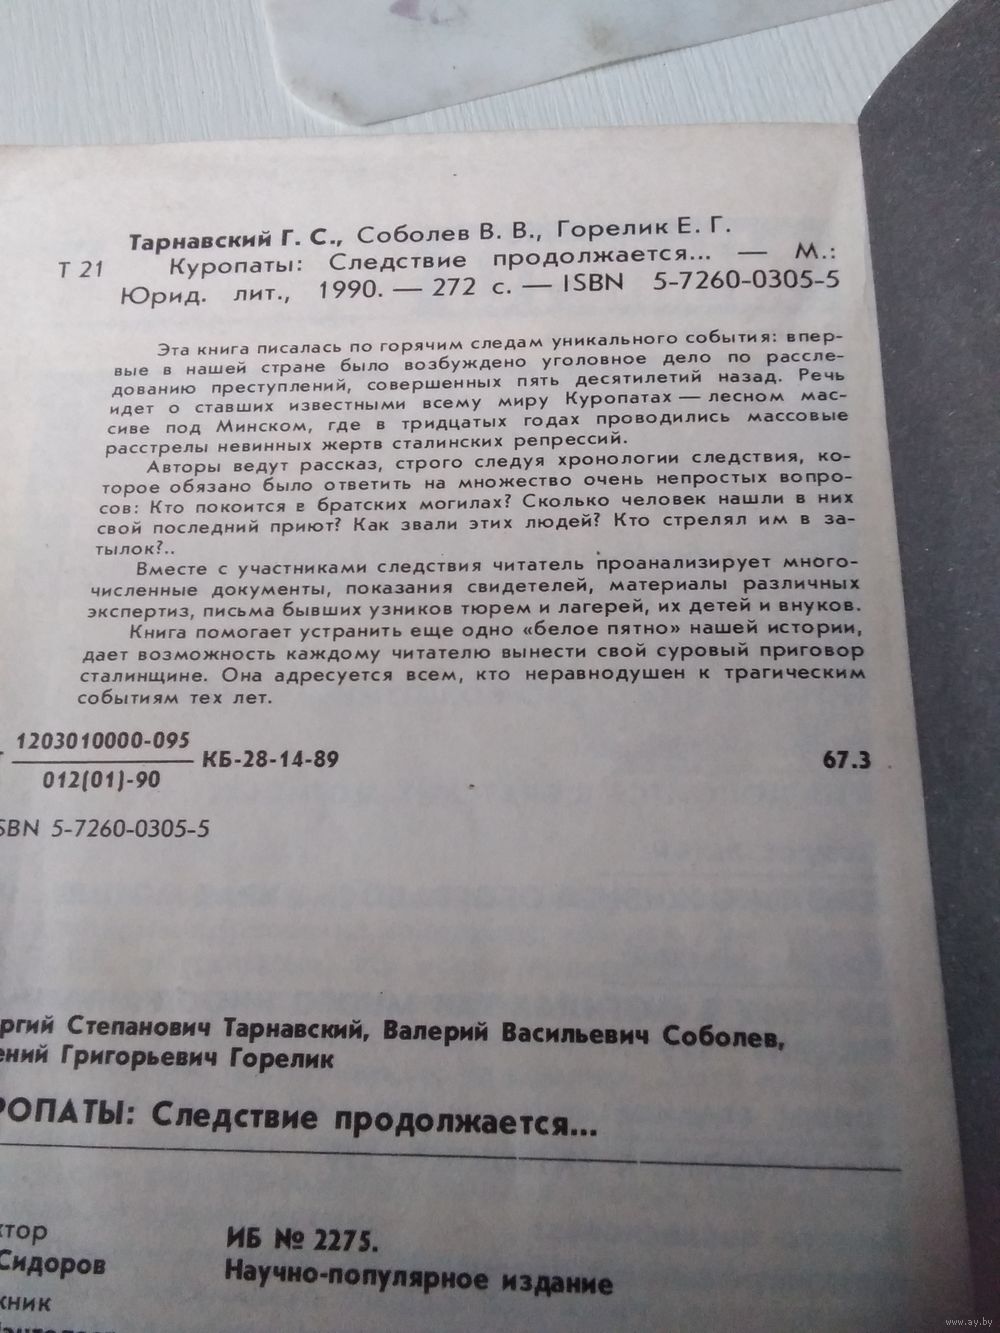 Тарнавский Г. С., Соболев В. В., Горелик Е. Г.
Т 21 Куропаты: Следствие продолжается... — М.:
Юрид. лит., 1990. — 272 с. — ISBN 5-7260-0305-5
Эта книга писалась по горячим следам уникального события: впер-
вые в нашей стране было возбуждено уголовное дело по рассле-
дованию преступлений, совершенных пять десятилетий назад. Речь
идет о ставших известными всему миру Куропатах — лесном мас-
сиве под Минском, где в тридцатых годах проводились массовые
расстрелы невинных жертв сталинских репрессий.
Авторы ведут рассказ, строго следуя хронологии следствия, ко-
торое обязано было ответить на множество очень непростых вопро-
сов: Кто покоится в братских могилах? Сколько человек нашли в них
свой последний приют? Как звали этих людей? Кто стрелял им в за-
тылок?..
Вместе с участниками следствия читатель проанализирует много-
численные документы, показания свидетелей, материалы различных
экспертиз, письма бывших узников тюрем и лагерей, их детей и внуков.
Книга помогает устранить еще одно «белое пятно» нашей истории,
дает возможность каждому читателю вынести свой суровый приговор
сталинщине. Она адресуется всем, кто неравнодушен к трагическим
событиям тех лет.
1203010000-095
012(01)-90
КБ-28-14-89 67.3
SBN 5-7260-0305-5
ргий Степанович Тарнавский, Валерий Васильевич Соболев,
ений Григорьевич Горелик
РОПАТЫ: Следствие продолжается...
ктор
Сидоров
жник
ИБ № 2275.
Научно-популярное издание
www.ay.by